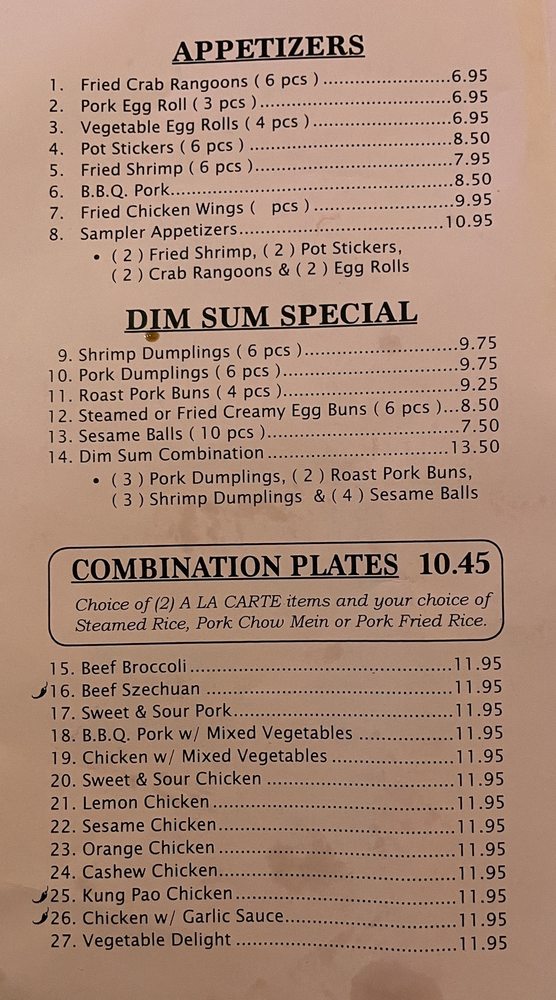 APPETIZERS
1. Fried Crab Rangoons ( 6 pcs ) ..........................6.95
2. Pork Egg Roll ( 3 pcs ).......................................6.95
3. Vegetable Egg Rolls ( 4 pcs ) ............................6.95
4. Pot Stickers ( 6 pcs ) ..........................................8.50
5. Fried Shrimp ( 6 pcs )........................................7.95
6. B.B.Q. Pork.........................................................8.50
7. Fried Chicken Wings (   pcs ) ............................9.95
8. Sampler Appetizers..........................................10.95
• ( 2 ) Fried Shrimp, ( 2 ) Pot Stickers,
( 2 ) Crab Rangoons & ( 2 ) Egg Rolls
DIM SUM SPECIAL
9. Shrimp Dumplings ( 6 pcs )...............................9.75
10. Pork Dumplings ( 6 pcs )...................................9.75
11. Roast Pork Buns ( 4 pcs )...................................9.25
12. Steamed or Fried Creamy Egg Buns ( 6 pcs )...8.50
13. Sesame Balls ( 10 pcs ).......................................7.50
14. Dim Sum Combination.....................................13.50
• ( 3 ) Pork Dumplings, ( 2 ) Roast Pork Buns,
( 3 ) Shrimp Dumplings & ( 4 ) Sesame Balls
COMBINATION PLATES 10.45
Choice of (2) A LA CARTE items and your choice of
Steamed Rice, Pork Chow Mein or Pork Fried Rice.
15. Beef Broccoli.....................................................11.95
16. Beef Szechuan ..................................................11.95
17. Sweet & Sour Pork.............................................11.95
18. B.B.Q. Pork w/ Mixed Vegetables ...................11.95
19. Chicken w/ Mixed Vegetables .........................11.95
20. Sweet & Sour Chicken ......................................11.95
21. Lemon Chicken.................................................11.95
22. Sesame Chicken................................................11.95
23. Orange Chicken ................................................11.95
24. Cashew Chicken................................................11.95
25. Kung Pao Chicken.............................................11.95
26. Chicken w/ Garlic Sauce...................................11.95
27. Vegetable Delight .............................................11.95